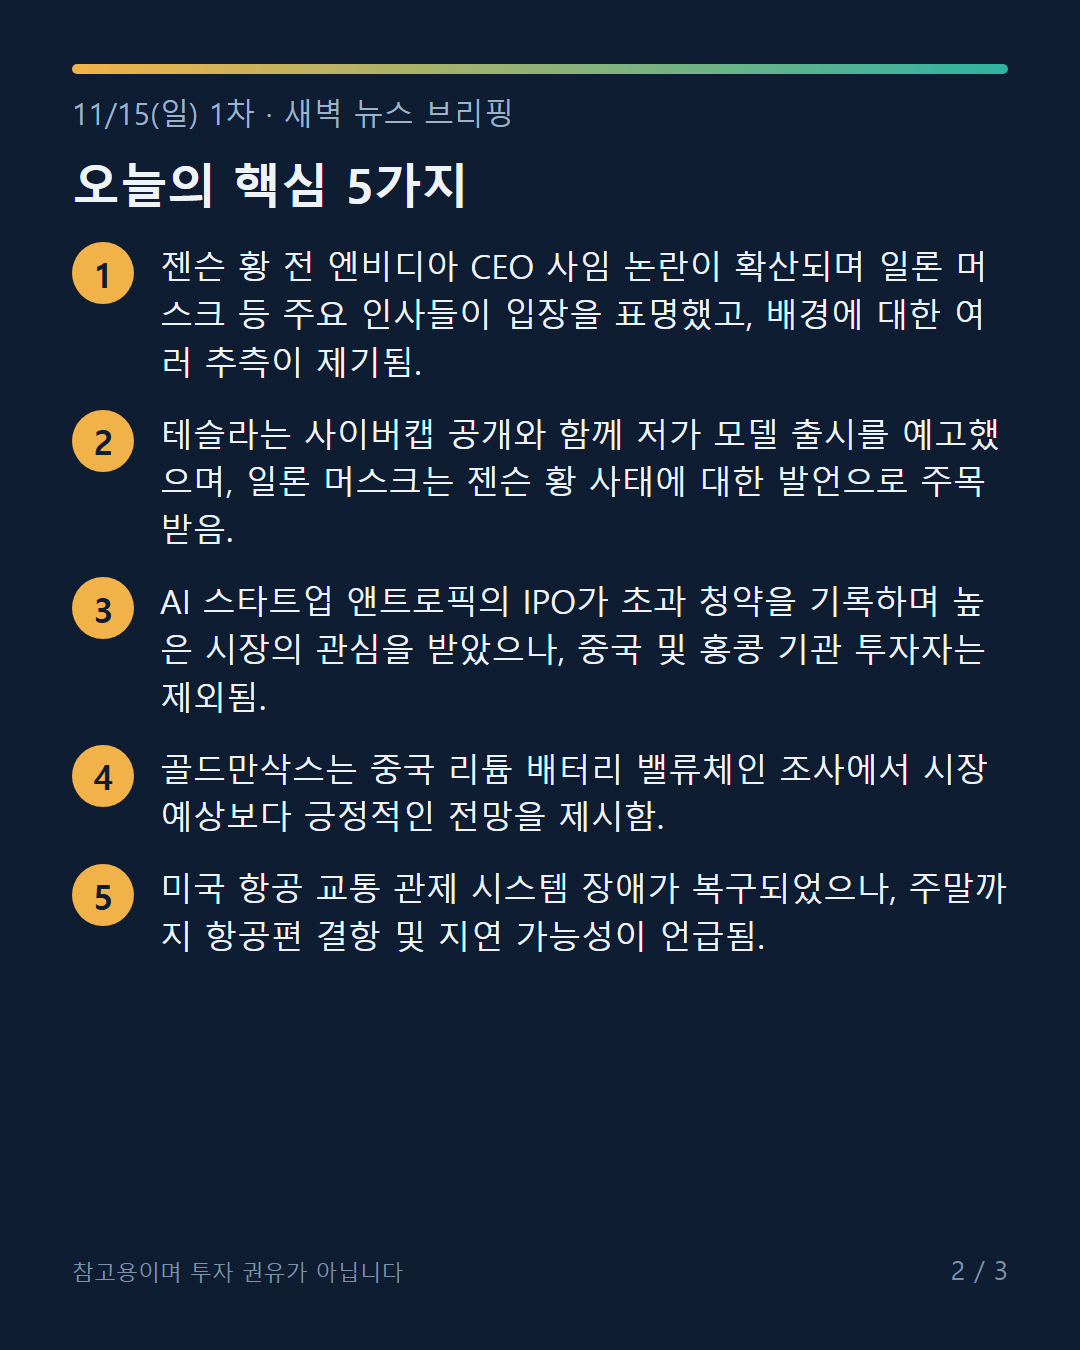 11/15(일) 1차 · 새벽 뉴스 브리핑
오늘의 핵심 5가지
1 젠슨 황 전 엔비디아 CEO 사임 논란이 확산되며 일론 머
스크 등 주요 인사들이 입장을 표명했고, 배경에 대한 여
러 추측이 제기됨.
2 테슬라는 사이버캡 공개와 함께 저가 모델 출시를 예고했
으며, 일론 머스크는 젠슨 황 사태에 대한 발언으로 주목
받음.
3 AI 스타트업 앤트로픽의 IPO가 초과 청약을 기록하며 높
은 시장의 관심을 받았으나, 중국 및 홍콩 기관 투자자는
제외됨.
4 골드만삭스는 중국 리튬 배터리 밸류체인 조사에서 시장
예상보다 긍정적인 전망을 제시함.
5 미국 항공 교통 관제 시스템 장애가 복구되었으나, 주말까
지 항공편 결항 및 지연 가능성이 언급됨.
참고용이며 투자 권유가 아닙니다
2 / 3